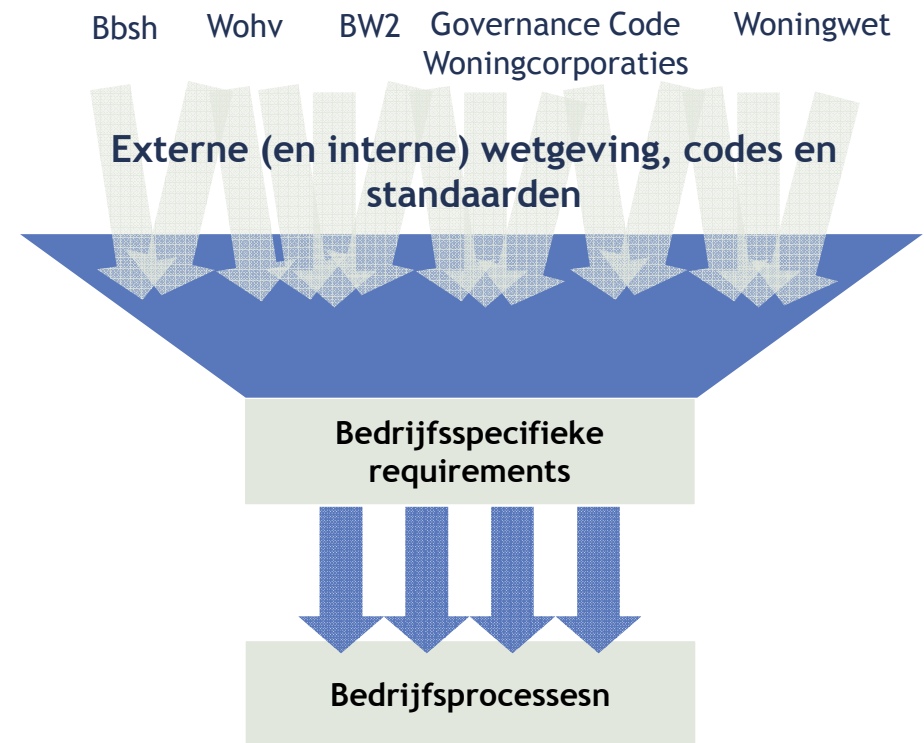 Bbsh
Wohv
BW2
Governance Code
Woningcorporaties
Woningwet
Externe (en interne) wetgeving, codes en
standaarden
Bedrijfsspecifieke
requirements
Bedrijfsprocessesn